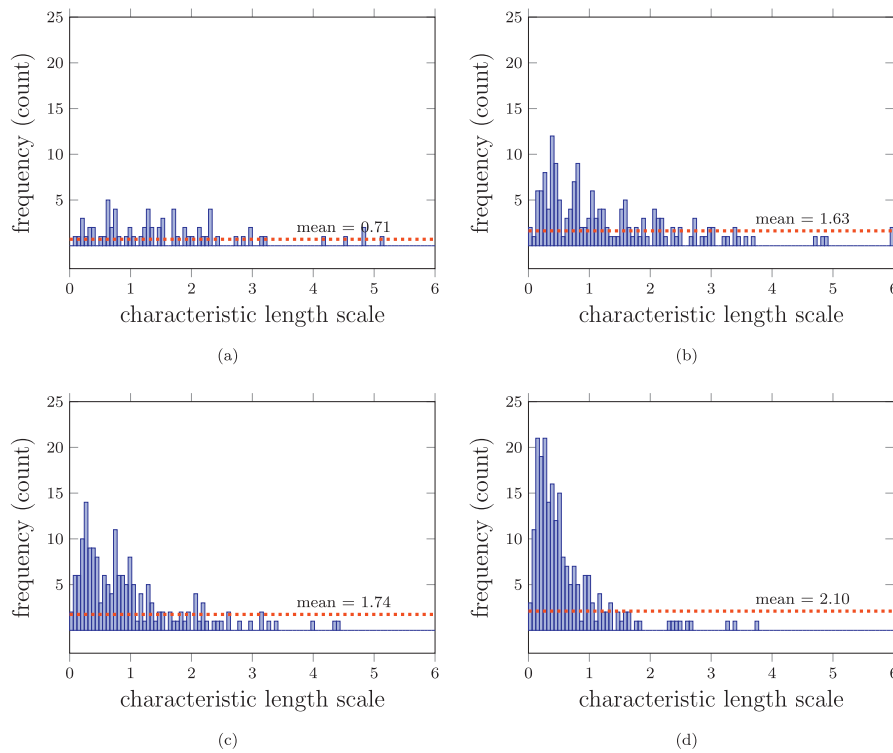 25
20
15
10
5
frequency (count)
mean = 0.71
0 1 2 3 4 5 6
characteristic length scale
(a)
25
20
15
10
5
frequency (count)
mean = 1.63
0 1 2 3 4 5 6
characteristic length scale
(b)
25
20
15
10
5
frequency (count)
mean = 1.74
0 1 2 3 4 5 6
characteristic length scale
(c)
25
20
15
10
5
frequency (count)
mean = 2.10
0 1 2 3 4 5 6
characteristic length scale
(d)